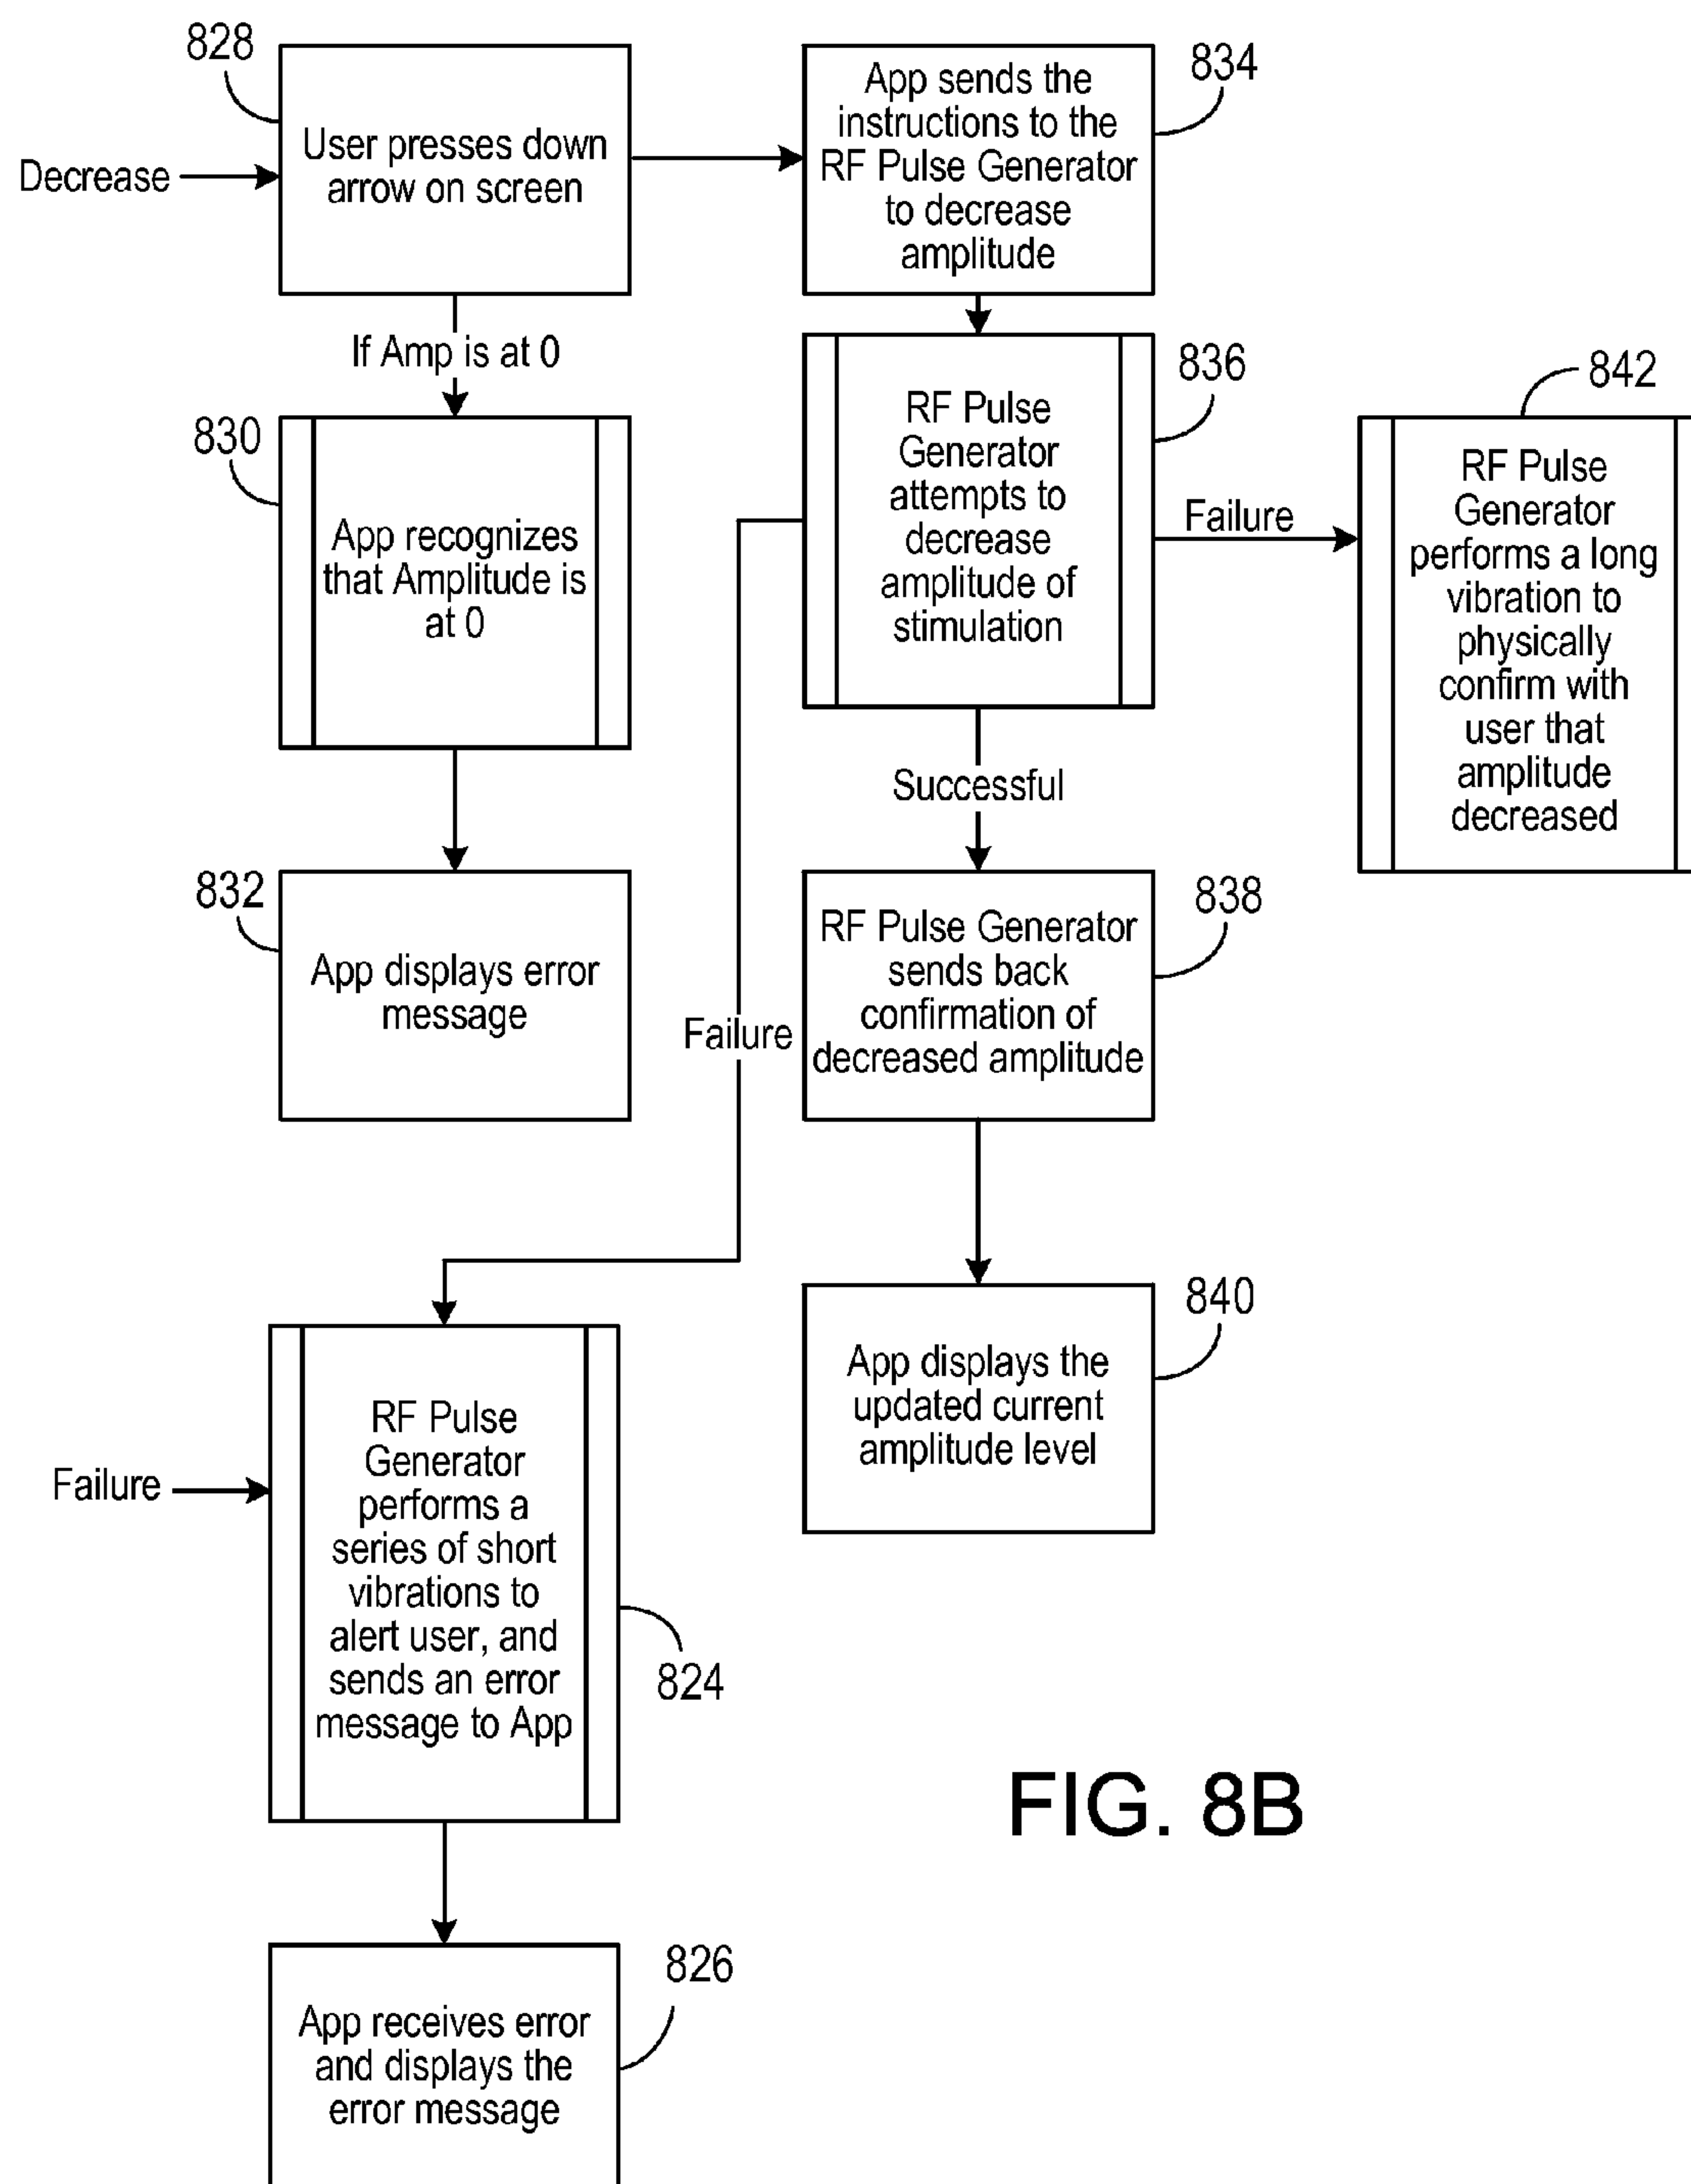 828
User presses down
arrow on screen
Decrease
834
App sends the
instructions to the
RF Pulse Generator
to decrease
amplitude
If Amp is at 0
830
App recognizes
that Amplitude is
at 0
836
RF Pulse
Generator
attempts to
decrease
amplitude of
stimulation
Failure
842
RF Pulse
Generator
performs a long
vibration to
physically
confirm with
user that
amplitude
decreased
Successful
832
App displays error
message
Failure
838
RF Pulse Generator
sends back
confirmation of
decreased amplitude
840
App displays the
updated current
amplitude level
Failure
RF Pulse
Generator
performs a
series of short
vibrations to
alert user, and
sends an error
message to App
824
826
App receives error
and displays the
error message
FIG. 8B